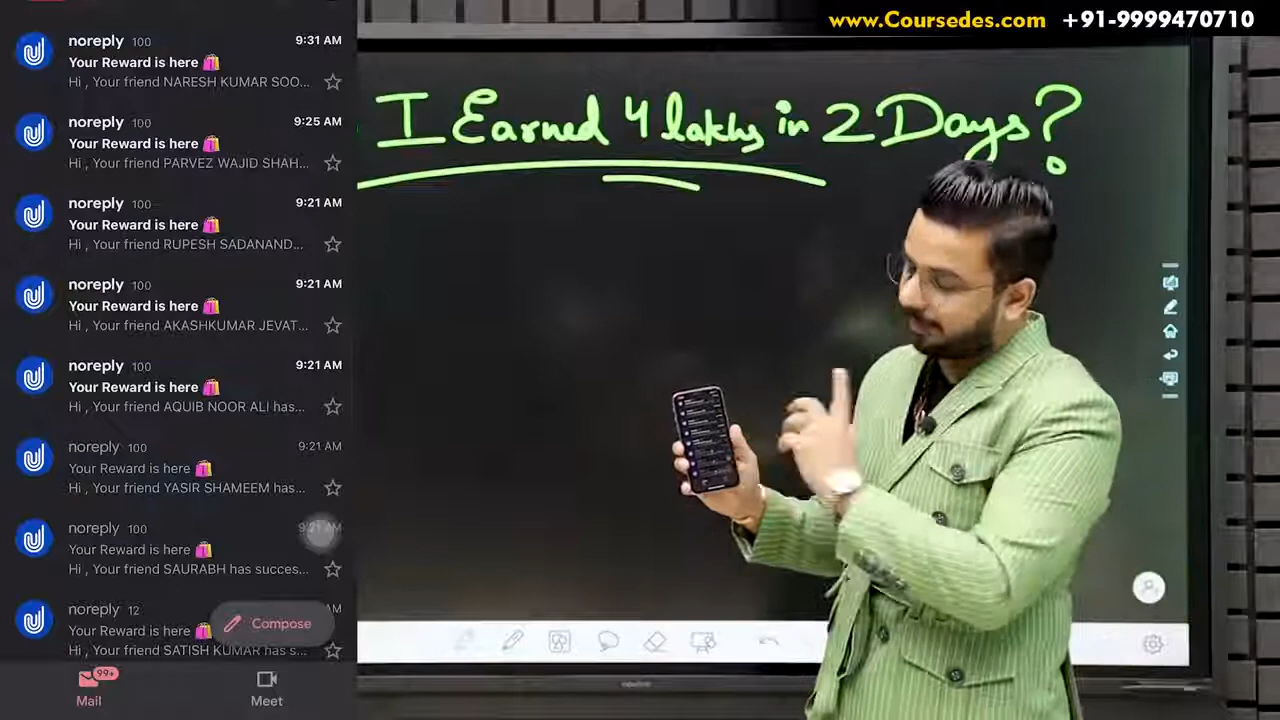 www.Coursedes.com +91-9999470710
I Earned 4 lakhs in 2 Days?
noreply 100 9:31 AM
Your Reward is here
Hi , Your friend NARESH KUMAR SOO...
noreply 100 9:25 AM
Your Reward is here
Hi , Your friend PARVEZ WAJID SHAH...
noreply 100 9:21 AM
Your Reward is here
Hi , Your friend RUPESH SADANAND...
noreply 100 9:21 AM
Your Reward is here
Hi , Your friend AKASHKUMAR JEVAT...
noreply 100 9:21 AM
Your Reward is here
Hi , Your friend AQUIB NOOR ALI has...
noreply 100 9:21 AM
Your Reward is here
Hi , Your friend YASIR SHAMEEM has...
noreply 100 9:21 AM
Your Reward is here
Hi , Your friend SAURABH has succes...
noreply 12 AM
Your Reward is here
Hi , Your friend SATISH KUMAR has s...
Compose
99+
Mail Meet